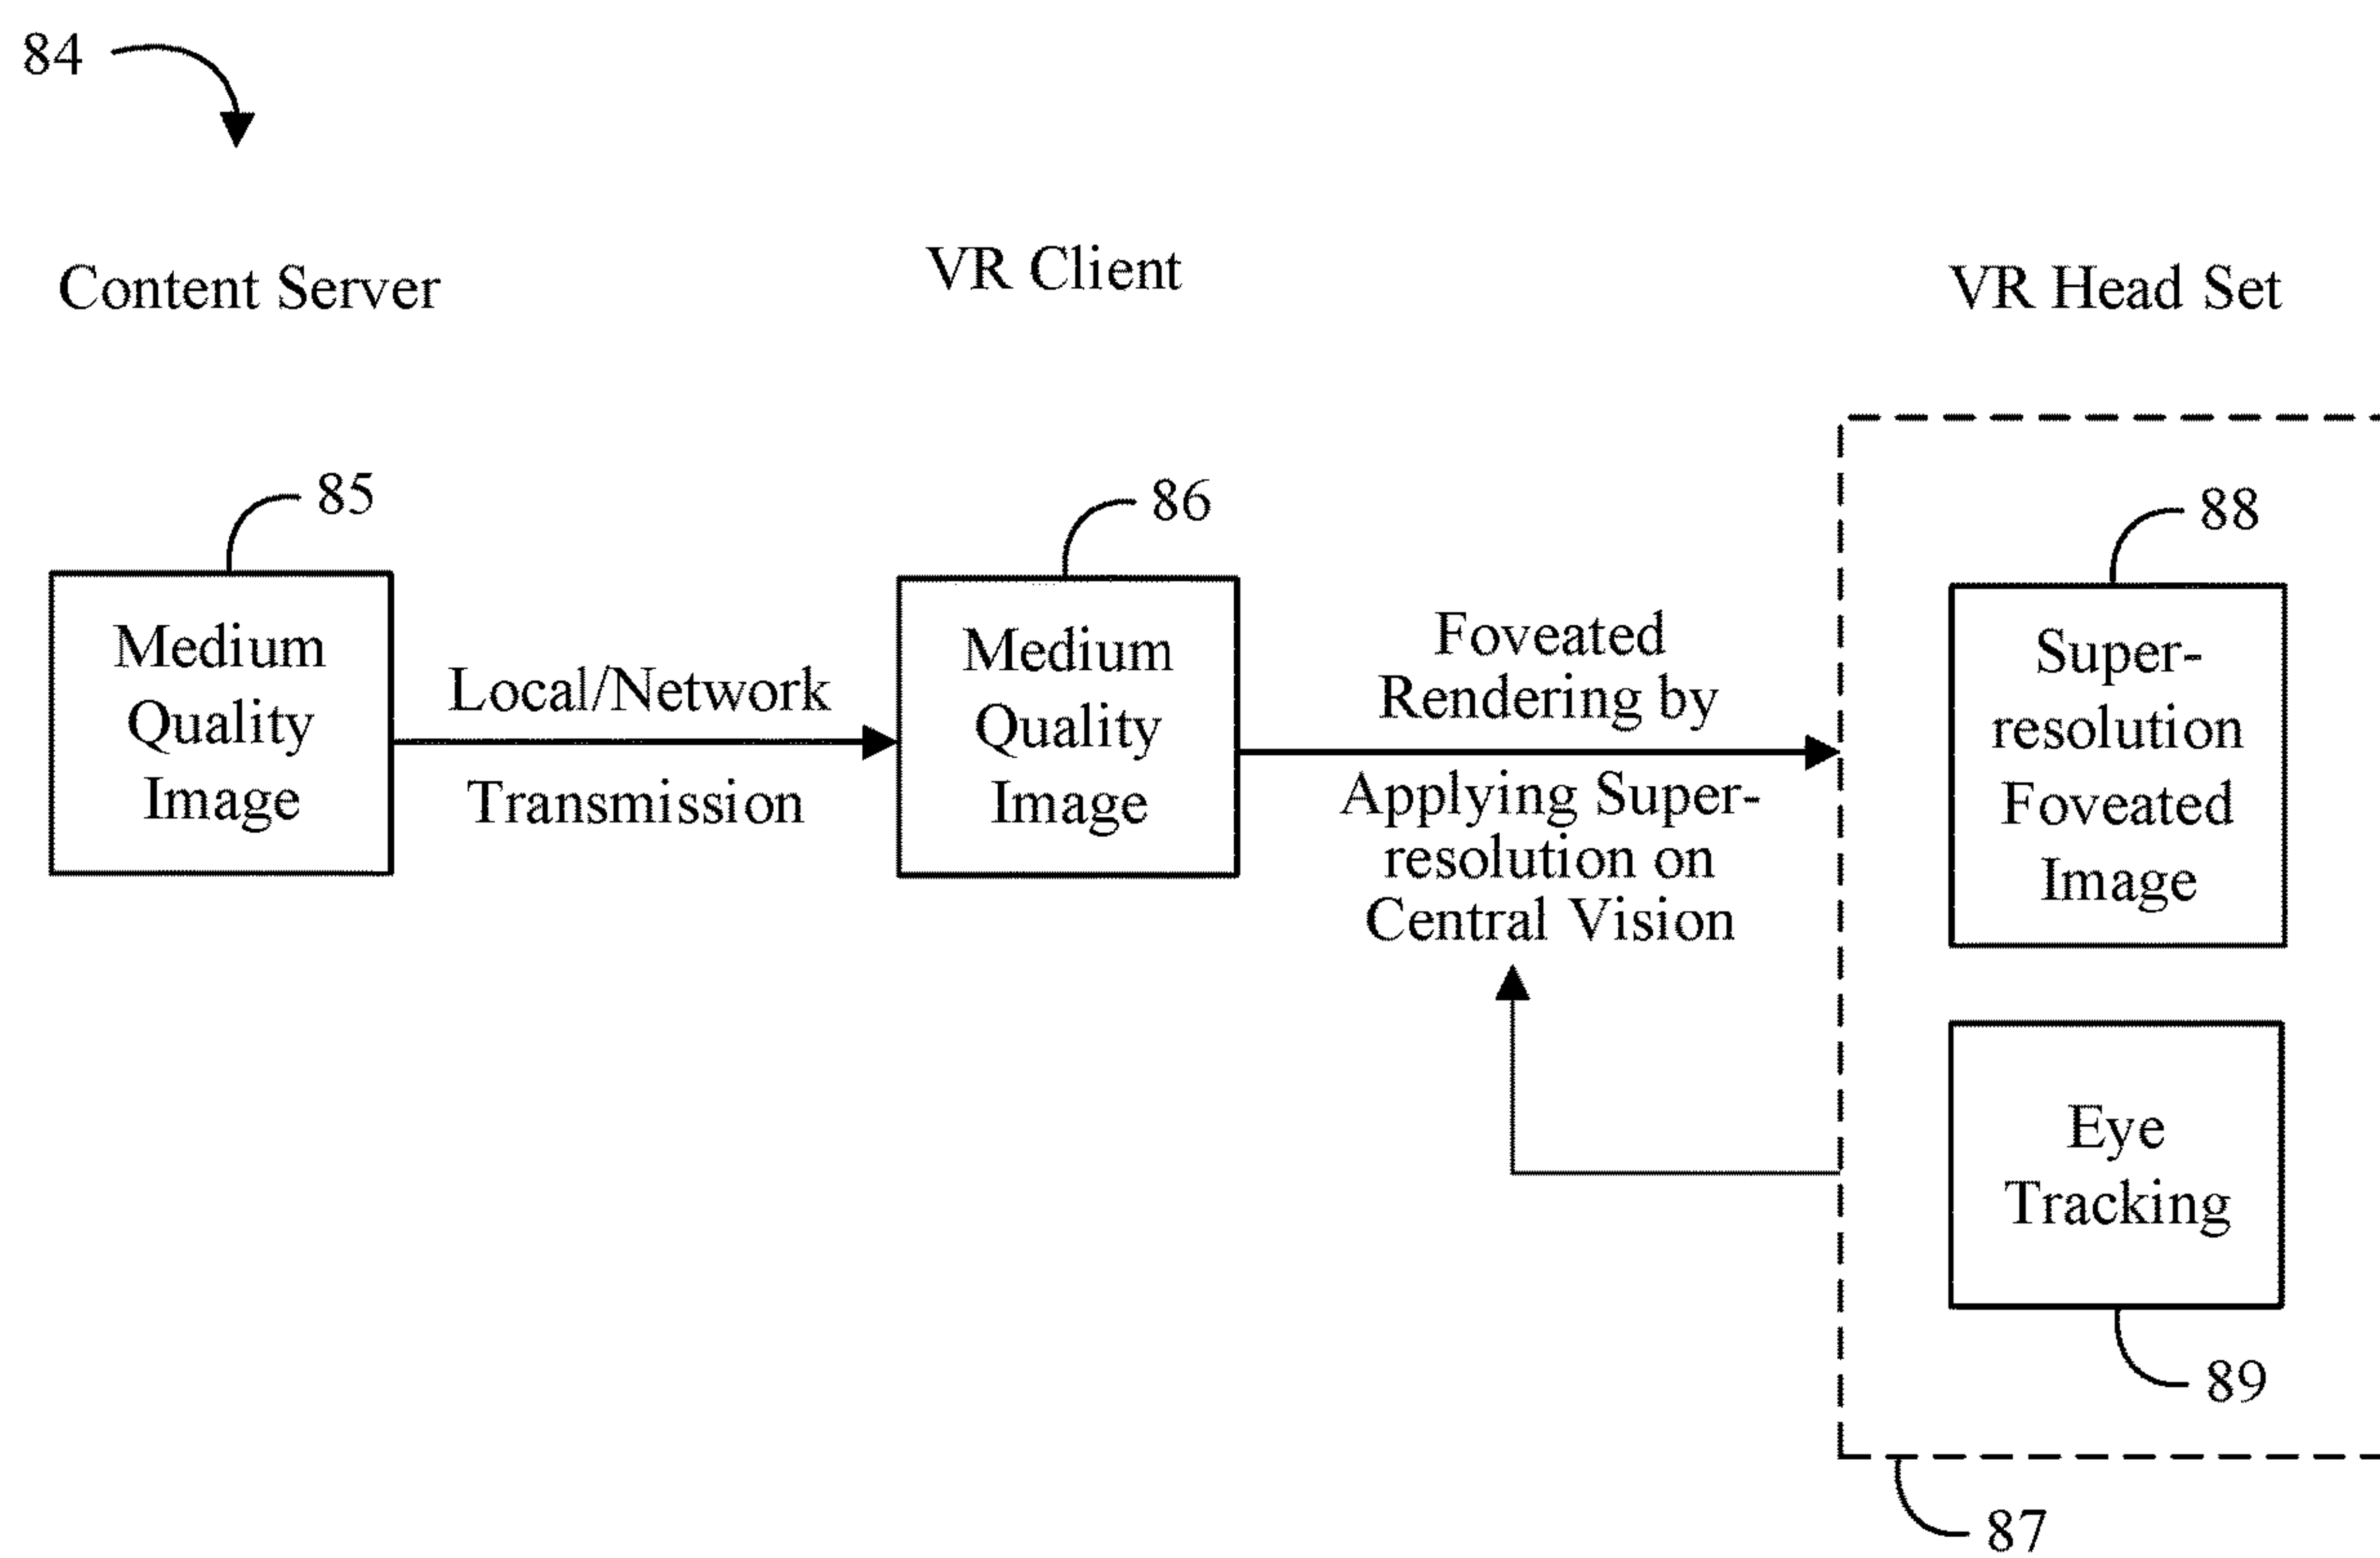 84
Content Server
VR Client
VR Head Set
85
86
88
Medium
Quality
Image
Local/Network
Transmission
Medium
Quality
Image
Foveated
Rendering by
Applying Super-
resolution on
Central Vision
Super-
resolution
Foveated
Image
Eye
Tracking
89
87